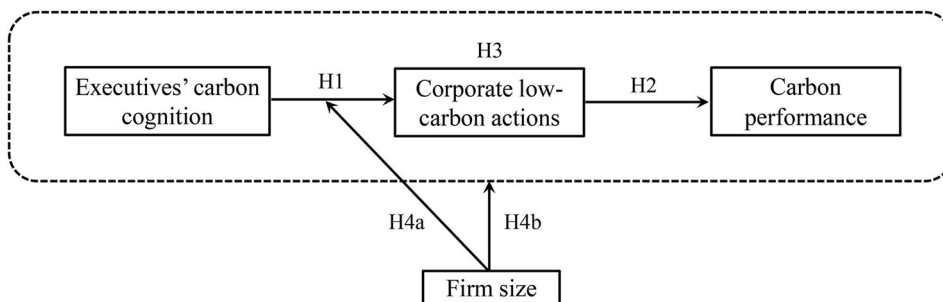 H3
Executives’ carbon
cognition
H1
Corporate low-
carbon actions
H2
Carbon
performance
H4a
H4b
Firm size